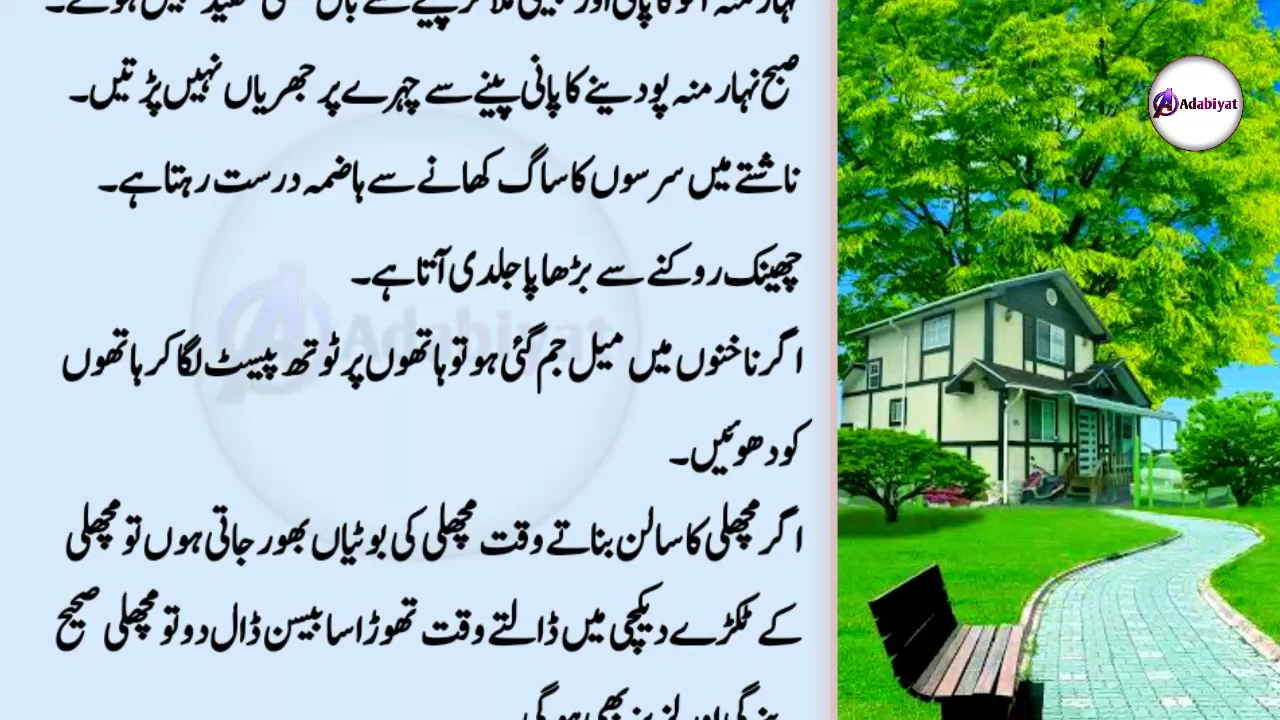 صبح نہار منہ پودینے کا پانی پینے سے چہرے پر جھریاں نہیں پڑتیں۔
ناشتے میں سرسوں کا ساگ کھانے سے ہاضمہ درست رہتا ہے۔
چھینک روکنے سے بڑھاپا جلدی آتا ہے۔
اگر ناخنوں میں میل جم گئی ہو تو ہاتھوں پر ٹوتھ پیسٹ لگا کر ہاتھوں
کو دھوئیں۔
اگر مچھلی کا سالن بناتے وقت مچھلی کی بوٹیاں بھور جاتی ہوں تو مچھلی
کے ٹکڑے دیکچی میں ڈالتے وقت تھوڑا سا بیسن ڈال دو تو مچھلی صحیح
Adabiyat
Adabiyat